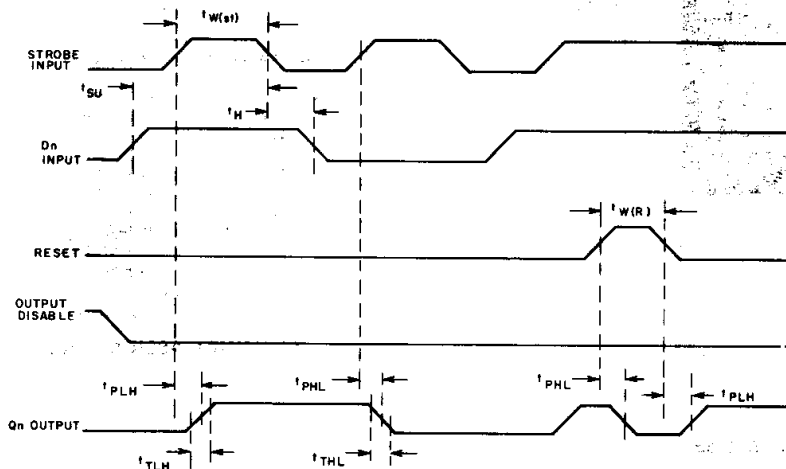 tW(st)
STROBE
INPUT
tSU
tH
Dn
INPUT
tW(R)
RESET
OUTPUT
DISABLE
tPLH
tPHL
tPHL
tPLH
Qn OUTPUT
tTLH
tTHL